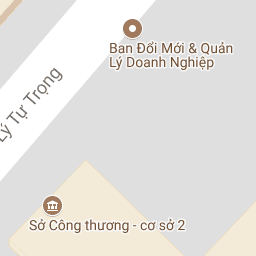 Ban Đổi Mới & Quản
Lý Doanh Nghiệp
Lý Tự Trọng
Sở Công thương - cơ sở 2